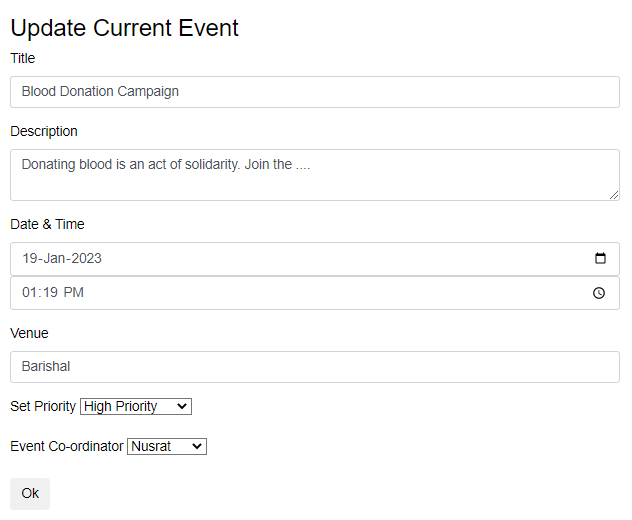 Update Current Event
Title
Blood Donation Campaign
Description
Donating blood is an act of solidarity. Join the ....
Date & Time
19-Jan-2023
01:19 PM
Venue
Barishal
Set Priority High Priority
Event Co-ordinator Nusrat
Ok